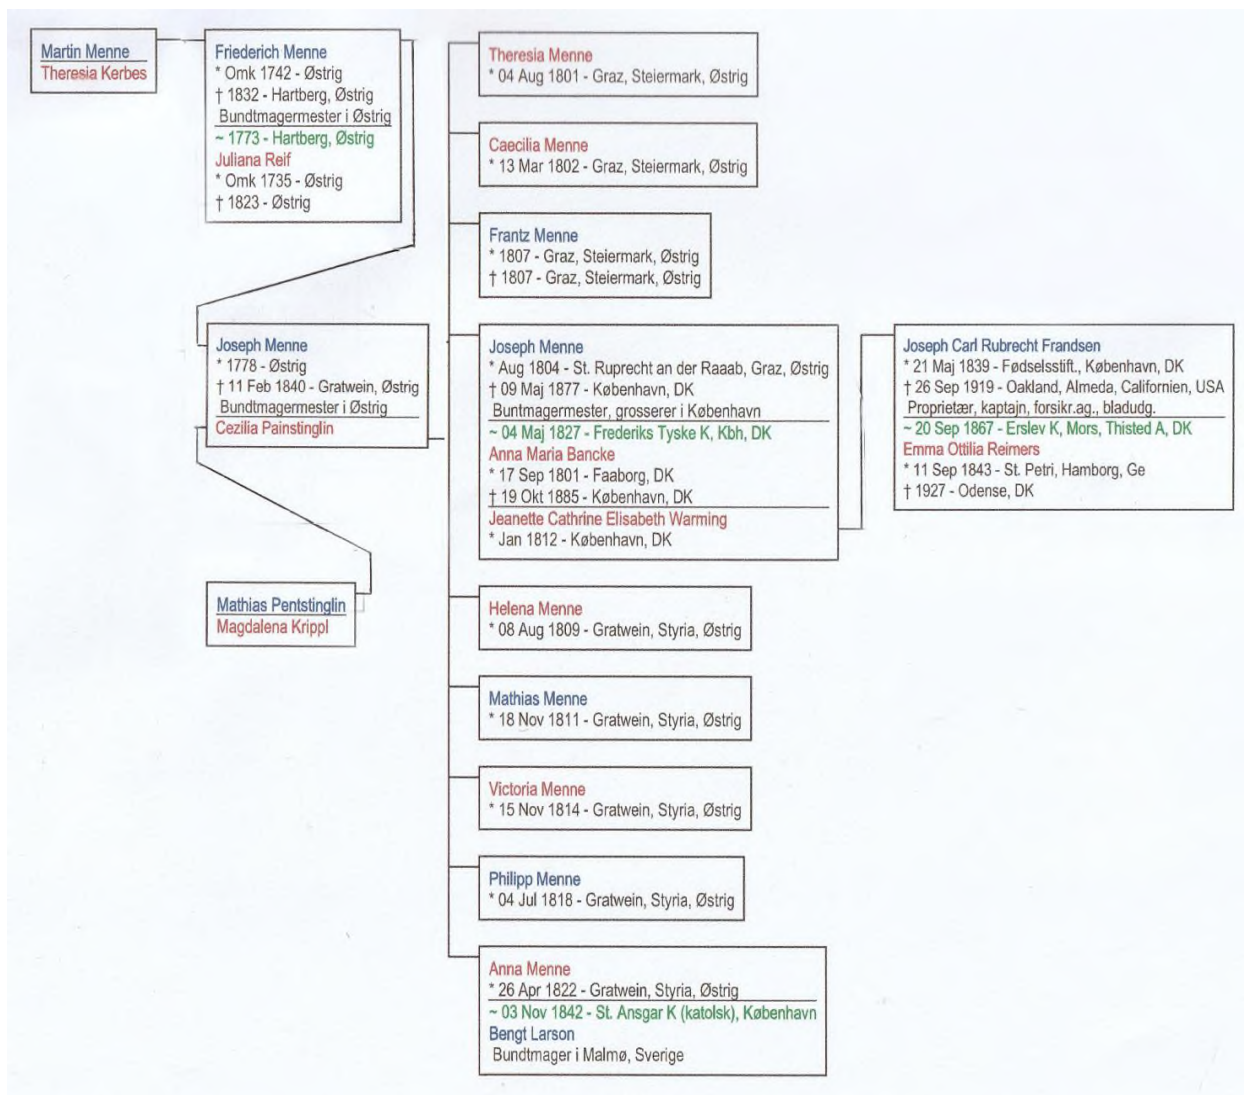 Martin Menne
Theresia Kerbes
Friederich Menne
* Omk 1742 - Østrig
† 1832 - Hartberg, Østrig
Bundtmagermester i Østrig
~ 1773 - Hartberg, Østrig
Juliana Reif
* Omk 1735 - Østrig
† 1823 - Østrig
Joseph Menne
* 1778 - Østrig
† 11 Feb 1840 - Gratwein, Østrig
Bundtmagermester i Østrig
Cezilia Painstinglin
Mathias Pentstinglin
Magdalena Krippl
Theresia Menne
* 04 Aug 1801 - Graz, Steiermark, Østrig
Caecilia Menne
* 13 Mar 1802 - Graz, Steiermark, Østrig
Frantz Menne
* 1807 - Graz, Steiermark, Østrig
† 1807 - Graz, Steiermark, Østrig
Joseph Menne
* Aug 1804 - St. Ruprecht an der Raaab, Graz, Østrig
† 09 Maj 1877 - København, DK
Buntmagermester, grosserer i København
~ 04 Maj 1827 - Frederiks Tyske K, Kbh, DK
Anna Maria Bancke
* 17 Sep 1801 - Faaborg, DK
† 19 Okt 1885 - København, DK
Jeanette Cathrine Elisabeth Warming
* Jan 1812 - København, DK
Joseph Carl Rubrecht Frandsen
* 21 Maj 1839 - Fødselsstift., København, DK
† 26 Sep 1919 - Oakland, Almeda, Californien, USA
Proprietær, kaptajn, forsikr.ag., bladudg.
~ 20 Sep 1867 - Erslev K, Mors, Thisted A, DK
Emma Ottilia Reimers
* 11 Sep 1843 - St. Petri, Hamborg, Ge
† 1927 - Odense, DK
Helena Menne
* 08 Aug 1809 - Gratwein, Styria, Østrig
Mathias Menne
* 18 Nov 1811 - Gratwein, Styria, Østrig
Victoria Menne
* 15 Nov 1814 - Gratwein, Styria, Østrig
Philipp Menne
* 04 Jul 1818 - Gratwein, Styria, Østrig
Anna Menne
* 26 Apr 1822 - Gratwein, Styria, Østrig
~ 03 Nov 1842 - St. Ansgar K (katolsk), København
Bengt Larson
Bundtmager i Malmø, Sverige